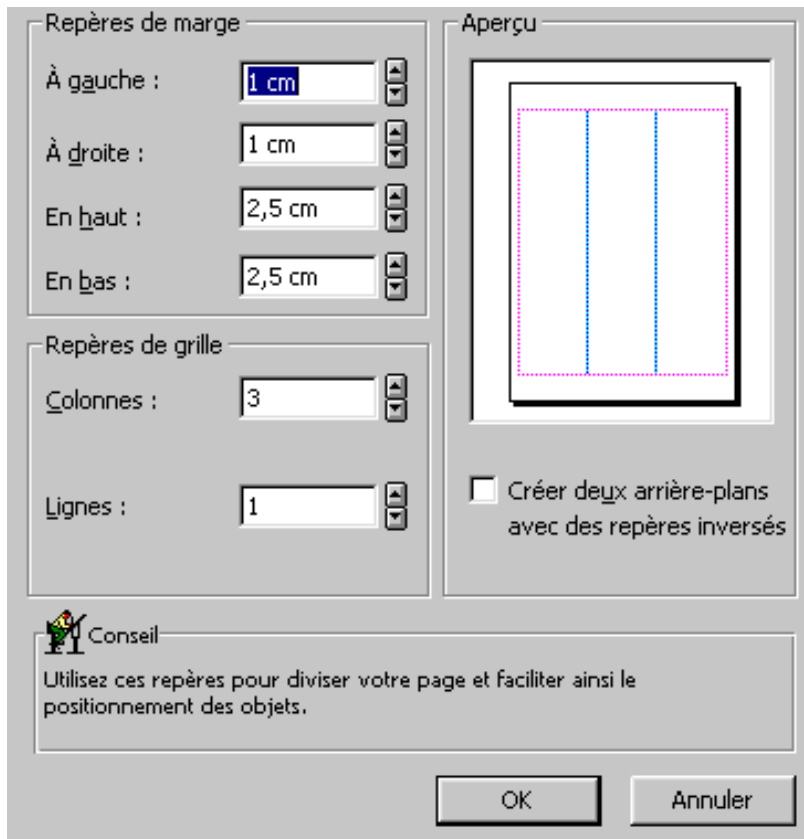 Repères de marge
À gauche : 1 cm
À droite : 1 cm
En haut : 2,5 cm
En bas : 2,5 cm
Repères de grille
Colonnes : 3
Lignes : 1
Aperçu
Créer deux arrière-plans
avec des repères inversés
Conseil
Utilisez ces repères pour diviser votre page et faciliter ainsi le
positionnement des objets.
OK Annuler